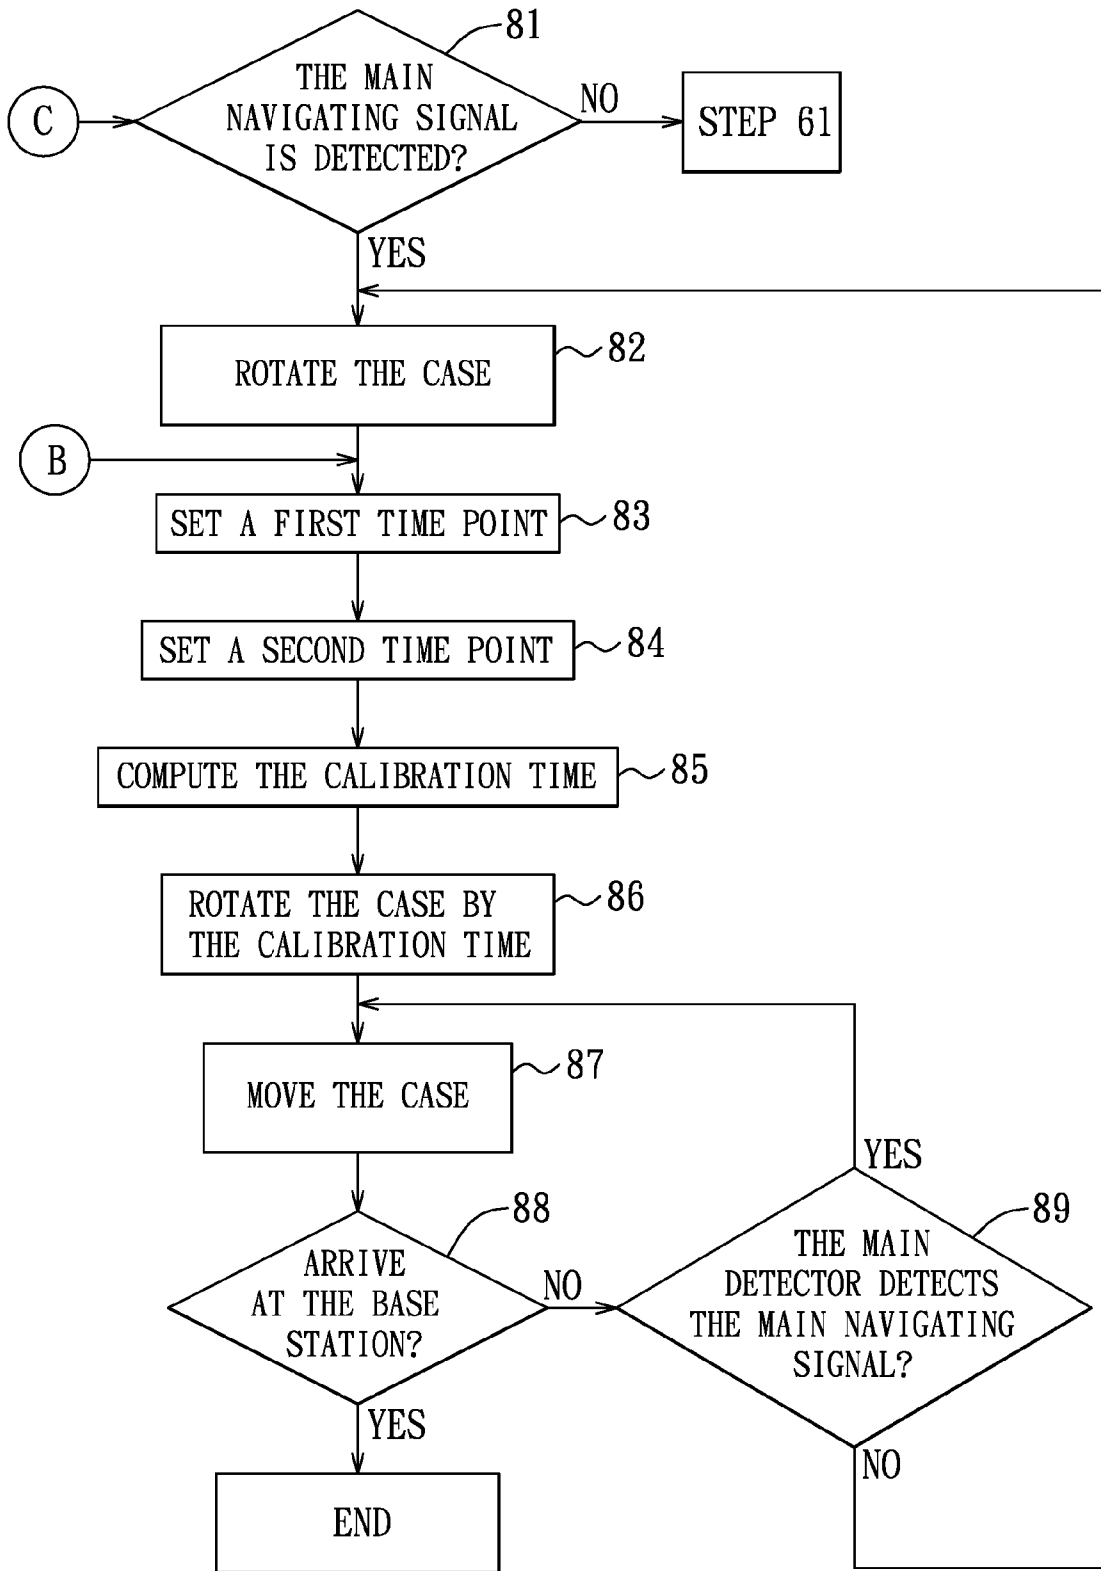 81
THE MAIN
NAVIGATING SIGNAL
IS DETECTED?
C
NO
STEP 61
YES
ROTATE THE CASE
82
B
SET A FIRST TIME POINT
83
SET A SECOND TIME POINT
84
COMPUTE THE CALIBRATION TIME
85
ROTATE THE CASE BY
THE CALIBRATION TIME
86
MOVE THE CASE
87
ARRIVE
AT THE BASE
STATION?
88
NO
YES
THE MAIN
DETECTOR DETECTS
THE MAIN NAVIGATING
SIGNAL?
89
YES
NO
END